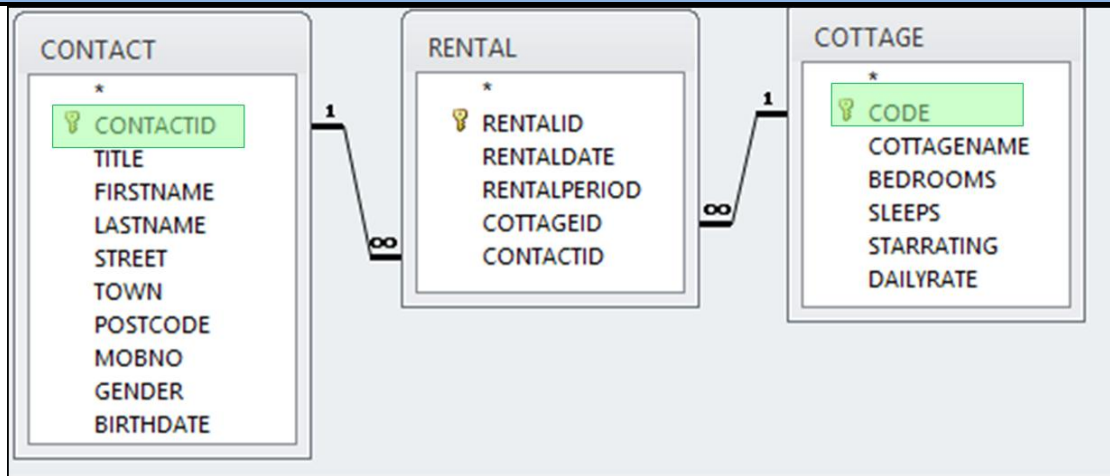 CONTACT
*
CONTACTID
TITLE
FIRSTNAME
LASTNAME
STREET
TOWN
POSTCODE
MOBNO
GENDER
BIRTHDATE
1
∞
RENTAL
*
RENTALID
RENTALDATE
RENTALPERIOD
COTTAGEID
CONTACTID
∞
1
COTTAGE
*
CODE
COTTAGENAME
BEDROOMS
SLEEPS
STARRATING
DAILYRATE